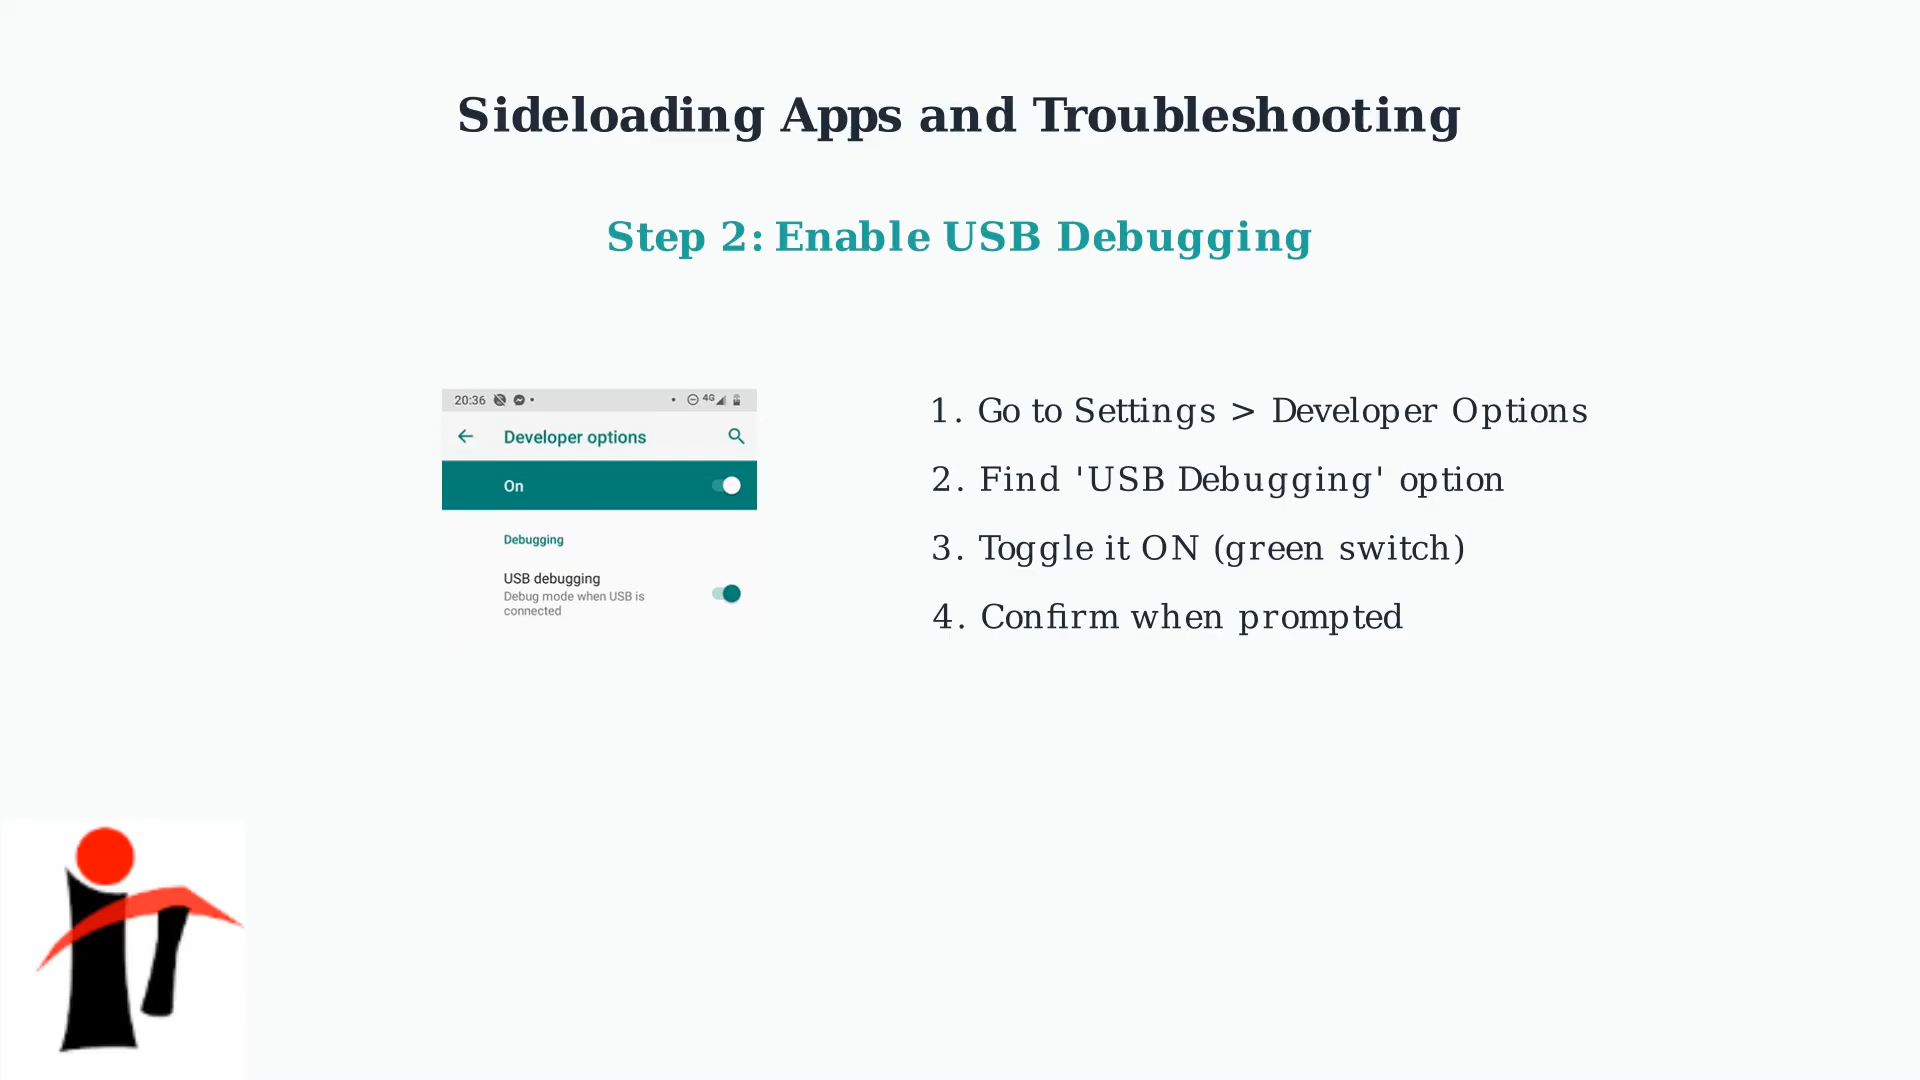 Sideloading Apps and Troubleshooting
Step 2: Enable USB Debugging
20:36
4G
Developer options
On
Debugging
USB debugging
Debug mode when USB is
connected
1. Go to Settings > Developer Options
2. Find 'USB Debugging' option
3. Toggle it ON (green switch)
4. Confirm when prompted